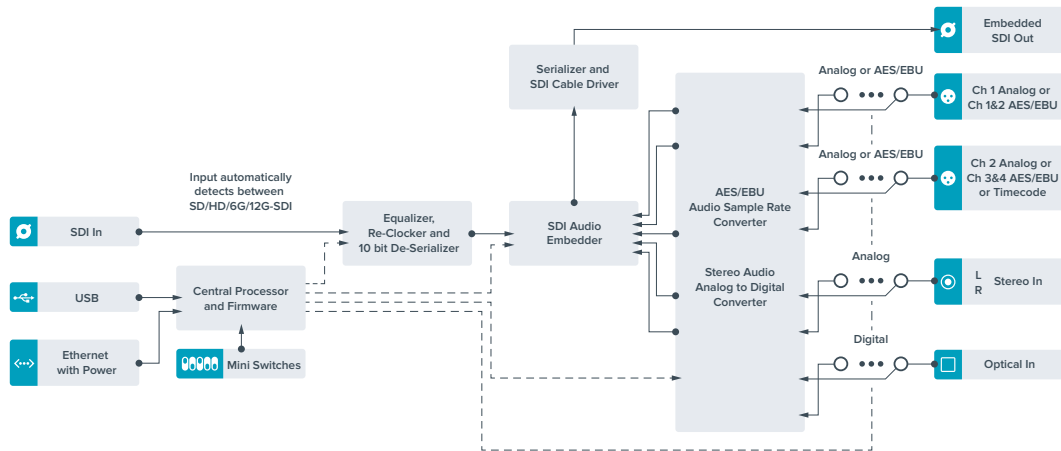 Embedded
SDI Out
Serializer and
SDI Cable Driver
Analog or AES/EBU
Ch 1 Analog or
Ch 1&2 AES/EBU
Analog or AES/EBU
Ch 2 Analog or
Ch 3&4 AES/EBU
or Timecode
Input automatically
detects between
SD/HD/6G/12G-SDI
AES/EBU
Audio Sample Rate
Converter
SDI In
Equalizer,
Re-Clocker and
10 bit De-Serializer
SDI Audio
Embedder
Stereo Audio
Analog to Digital
Converter
Analog
L
R
Stereo In
USB
Central Processor
and Firmware
Ethernet
with Power
Mini Switches
Digital
Optical In